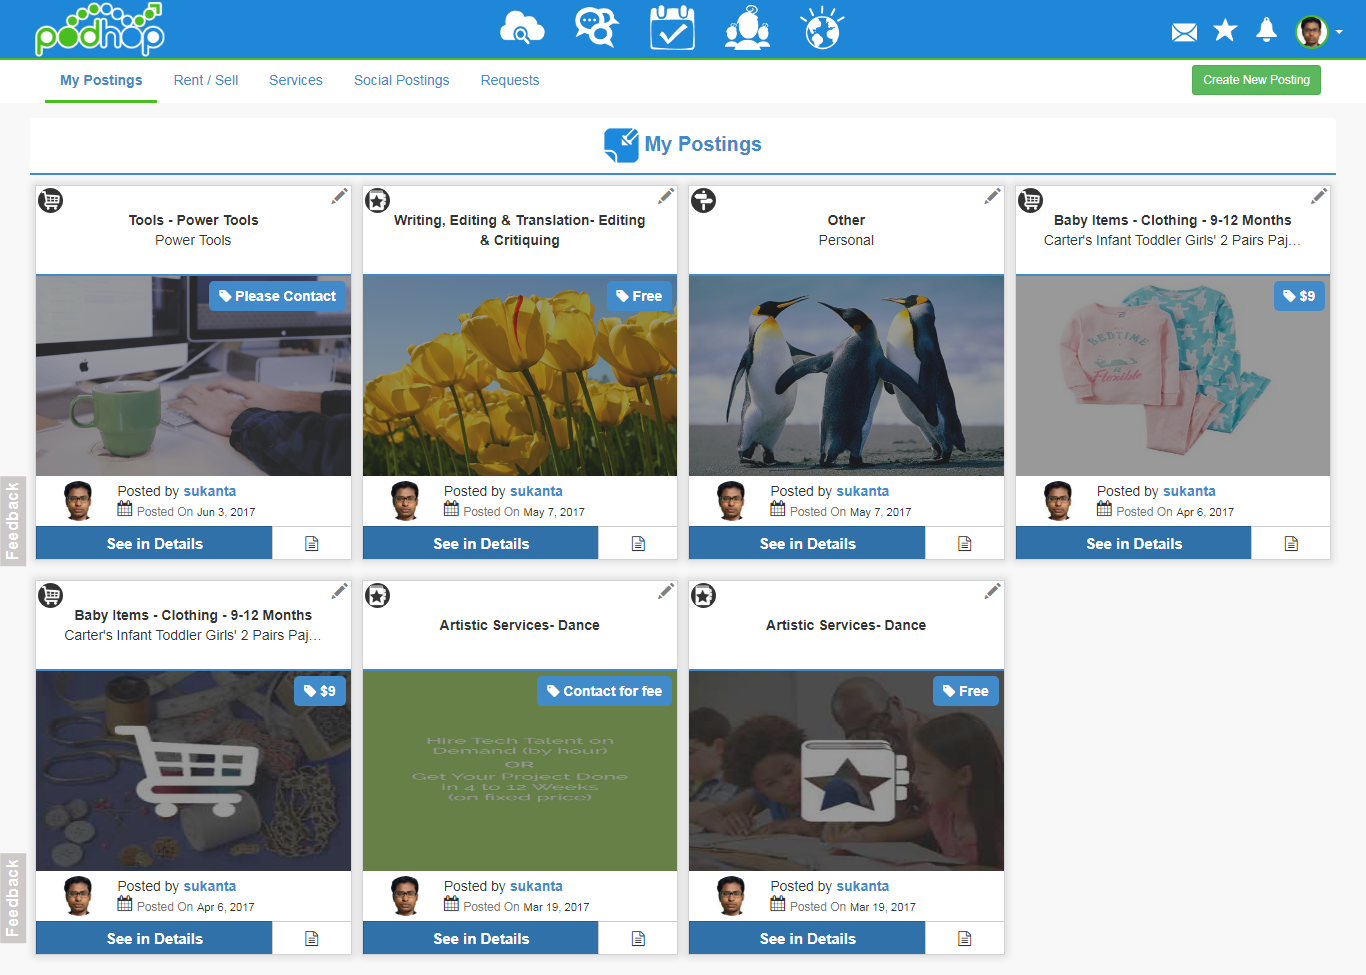 podhop
My Postings
Rent / Sell
Services
Social Postings
Requests
Create New Posting
My Postings
Tools - Power Tools
Power Tools
Please Contact
Posted by sukanta
Posted On Jun 3, 2017
See in Details
Writing, Editing & Translation- Editing
& Critiquing
Free
Posted by sukanta
Posted On May 7, 2017
See in Details
Other
Personal
Posted by sukanta
Posted On May 7, 2017
See in Details
Baby Items - Clothing - 9-12 Months
Carter's Infant Toddler Girls' 2 Pairs Paj...
$9
BEDTIME
is
Flexible
Posted by sukanta
Posted On Apr 6, 2017
See in Details
Feedback
Baby Items - Clothing - 9-12 Months
Carter's Infant Toddler Girls' 2 Pairs Paj...
$9
Posted by sukanta
Posted On Apr 6, 2017
See in Details
Artistic Services- Dance
Contact for fee
Hire Tech Talent on
Demand (by hour)
OR
Get Your Project Done
in 4 to 12 Weeks
(on fixed price)
Posted by sukanta
Posted On Mar 19, 2017
See in Details
Artistic Services- Dance
Free
Posted by sukanta
Posted On Mar 19, 2017
See in Details
Feedback